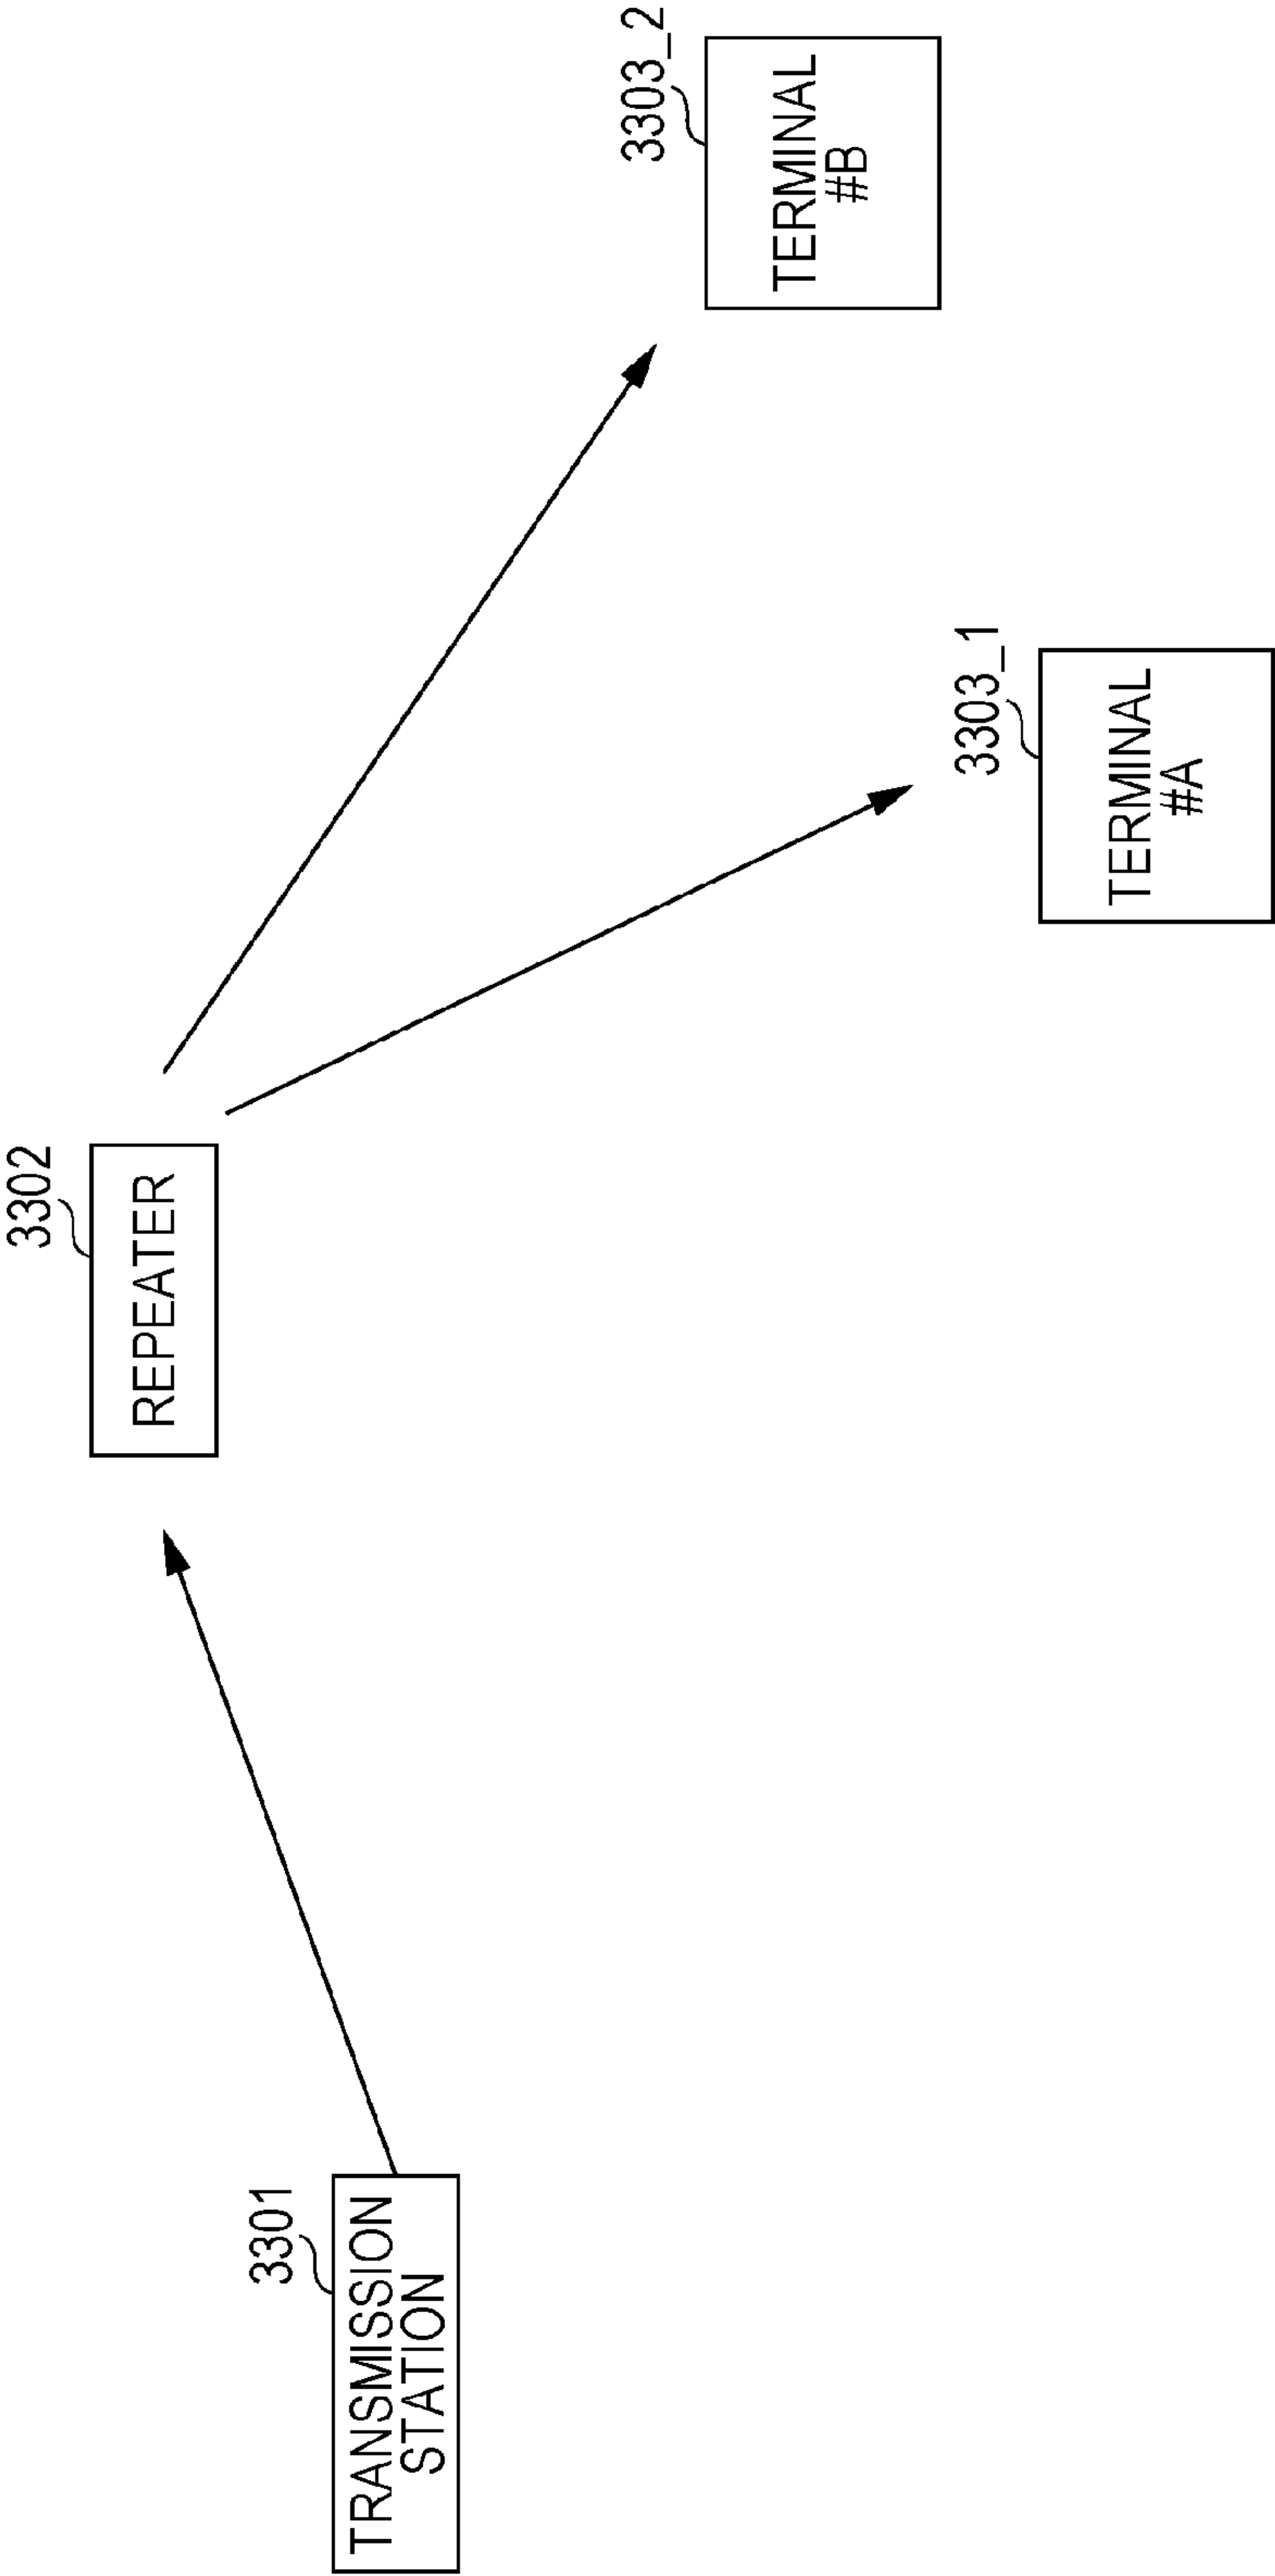 3301
TRANSMISSION
STATION
3302
REPEATER
3303_1
TERMINAL
#A
3303_2
TERMINAL
#B